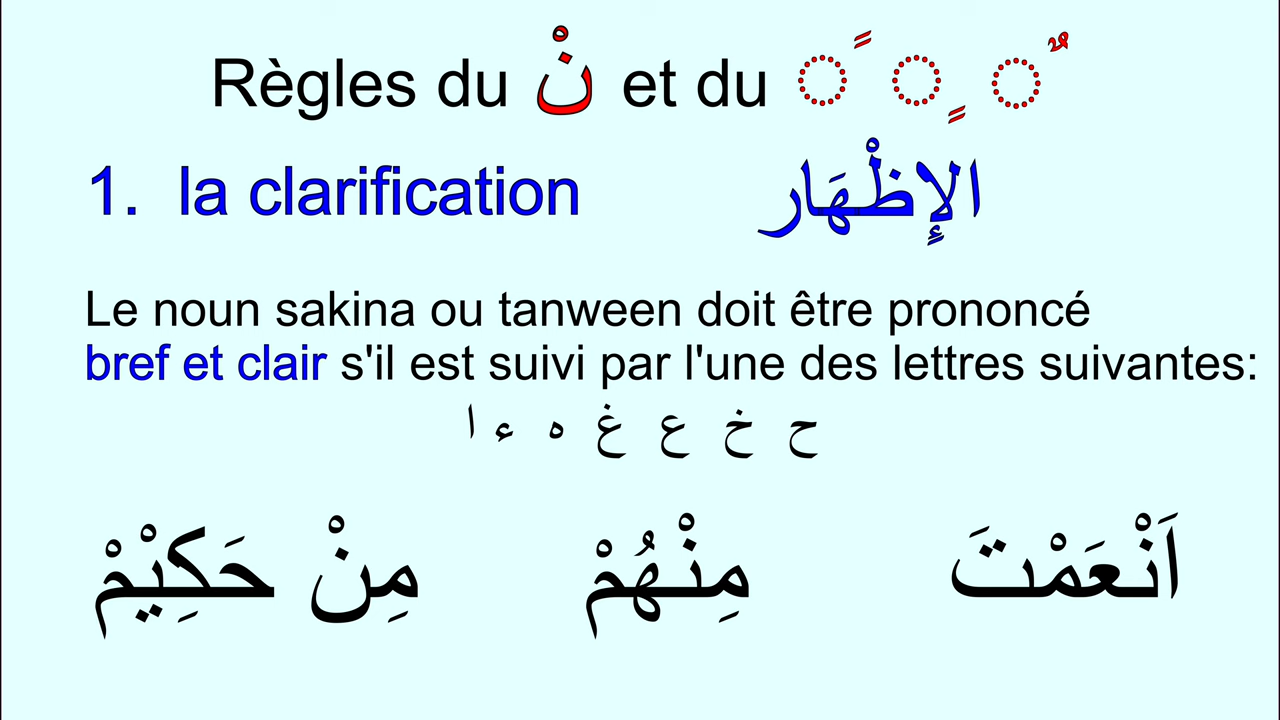 Règles du نْ et du ◌ً ◌ٍ ◌ٌ
1. la clarification الإِظْهَار
Le noun sakina ou tanween doit être prononcé
bref et clair s'il est suivi par l'une des lettres suivantes:
ح خ ع غ ه ء ا
اَنْعَمْتَ مِنْهُمْ مِنْ حَكِيْمْ